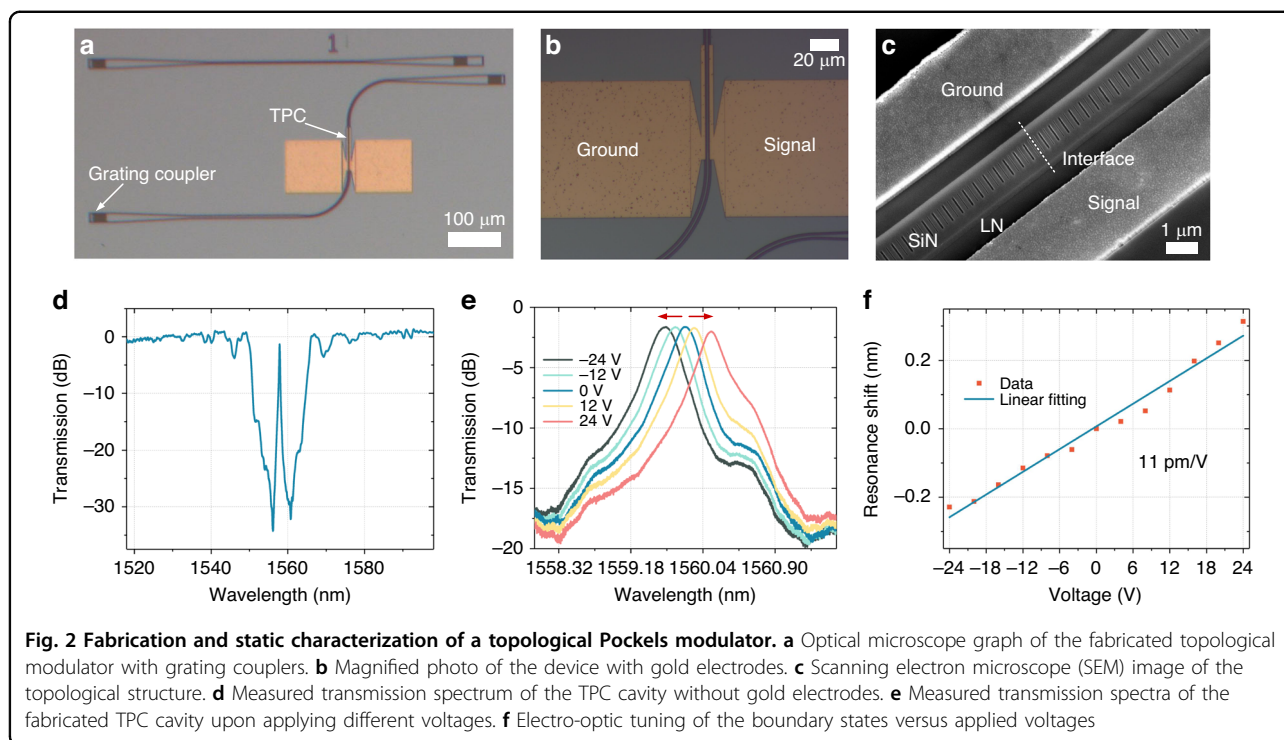 a
1
TPC
Grating coupler
100 μm
b
20 μm
Ground
Signal
c
Ground
Interface
Signal
SiN
LN
1 μm
d
Transmission (dB)
0
−10
−20
−30
1520
1540
1560
1580
Wavelength (nm)
e
Transmission (dB)
0
−5
−10
−15
−20
−24 V
−12 V
0 V
12 V
24 V
1558.32
1559.18
1560.04
1560.90
Wavelength (nm)
f
Resonance shift (nm)
0.2
0.0
−0.2
Data
Linear fitting
11 pm/V
−24
−18
−12
−6
0
6
12
18
24
Voltage (V)
Fig. 2 Fabrication and static characterization of a topological Pockels modulator. a Optical microscope graph of the fabricated topological
modulator with grating couplers. b Magnified photo of the device with gold electrodes. c Scanning electron microscope (SEM) image of the
topological structure. d Measured transmission spectrum of the TPC cavity without gold electrodes. e Measured transmission spectra of the
fabricated TPC cavity upon applying different voltages. f Electro-optic tuning of the boundary states versus applied voltages